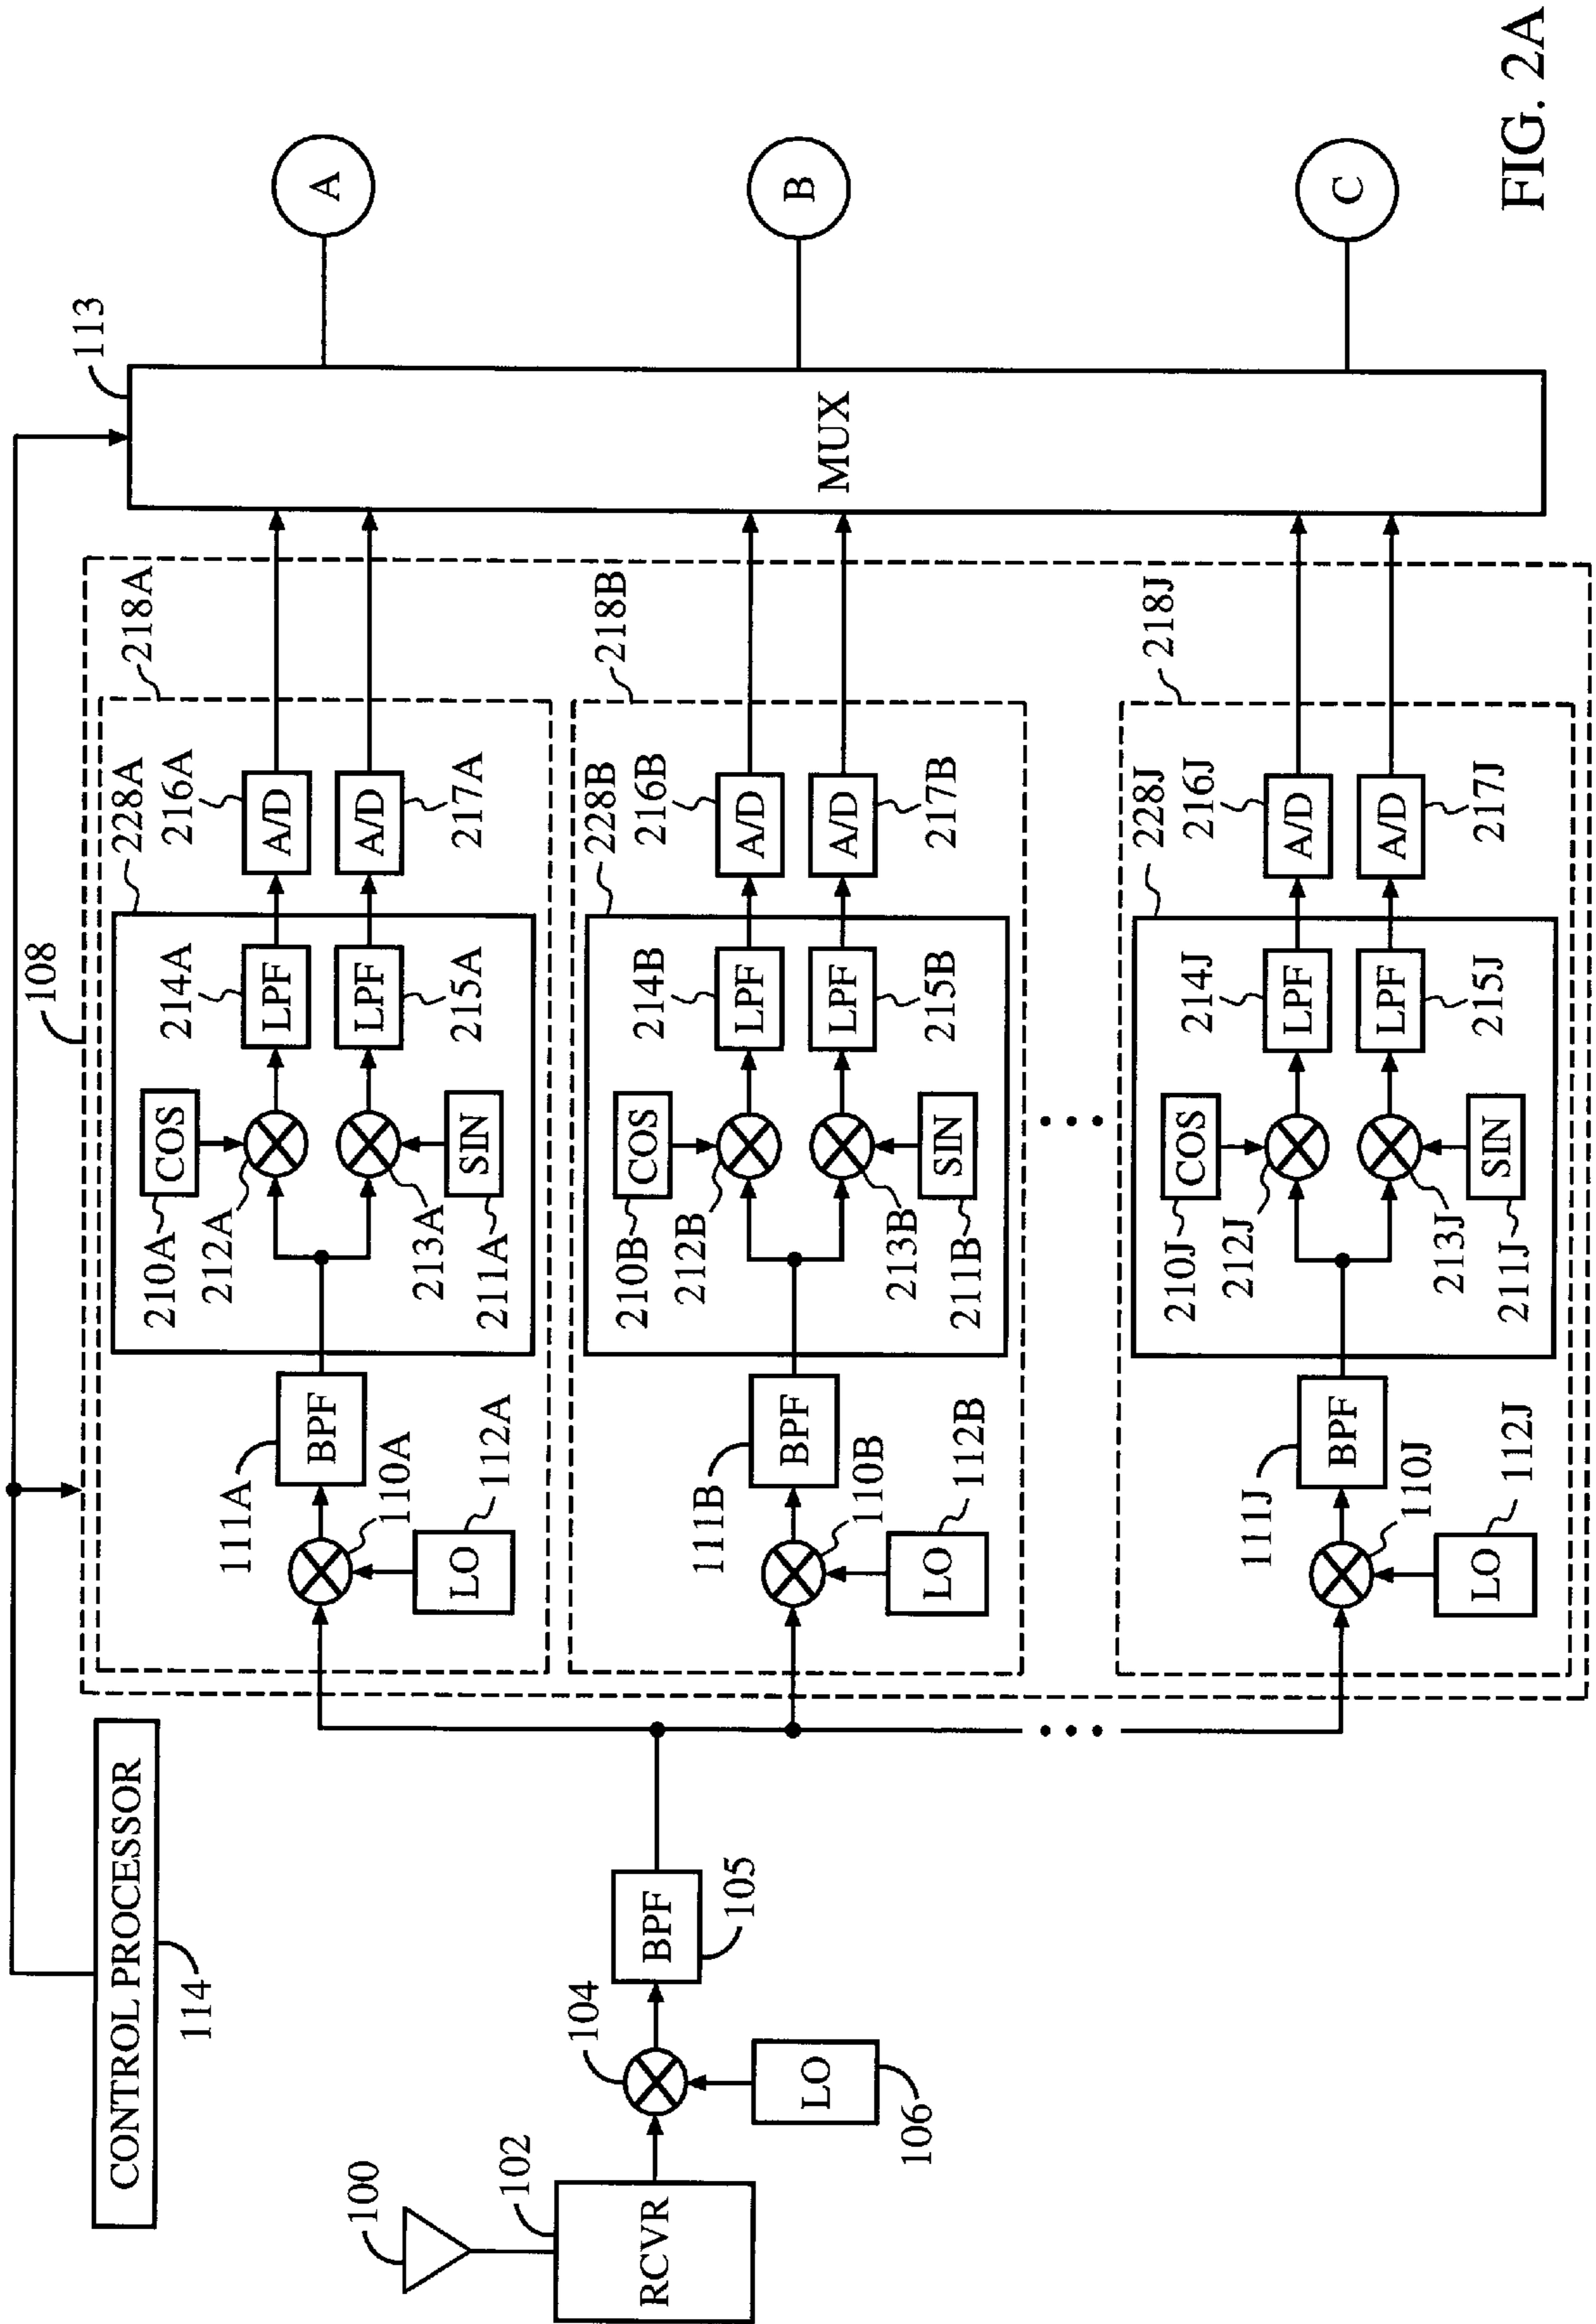 CONTROL PROCESSOR
114
100
102
RCVR
104
LO
106
BPF
105
108
218A
111A
BPF
110A
LO
112A
228A
210A
COS
212A
213A
SIN
211A
214A
LPF
LPF
215A
216A
A/D
A/D
217A
218B
111B
BPF
110B
LO
112B
228B
210B
COS
212B
213B
SIN
211B
214B
LPF
LPF
215B
216B
A/D
A/D
217B
218J
111J
BPF
110J
LO
112J
228J
210J
COS
212J
213J
SIN
211J
214J
LPF
LPF
215J
216J
A/D
A/D
217J
113
MUX
A
B
C
FIG. 2A